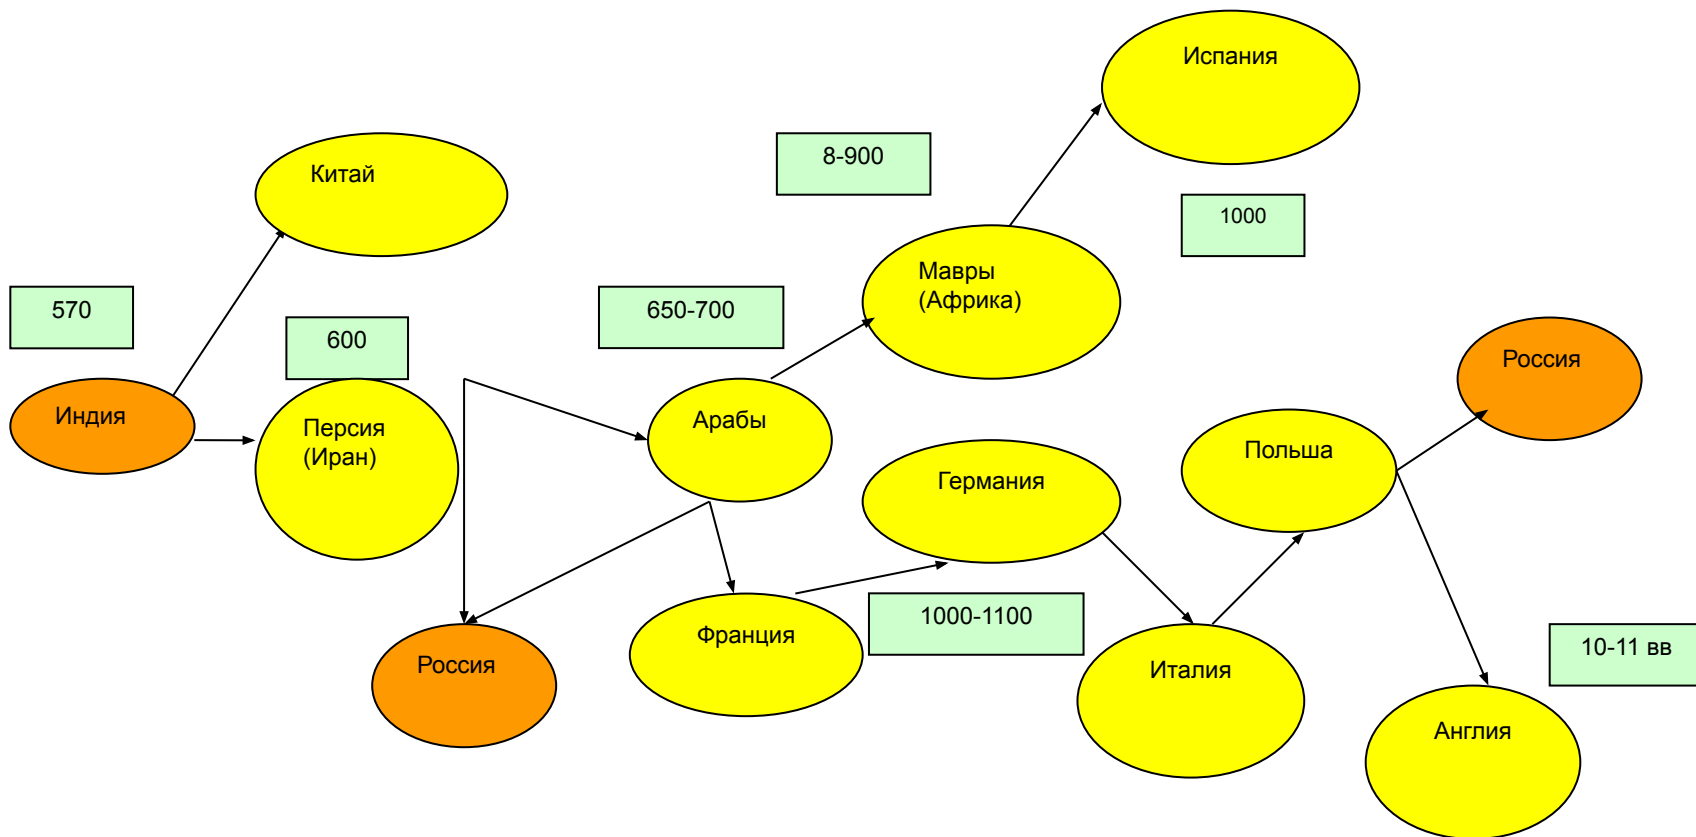 Испания
8-900
Китай
1000
Мавры
(Африка)
570
650-700
600
Россия
Индия
Персия
(Иран)
Арабы
Польша
Германия
1000-1100
Франция
10-11 вв
Россия
Италия
Англия